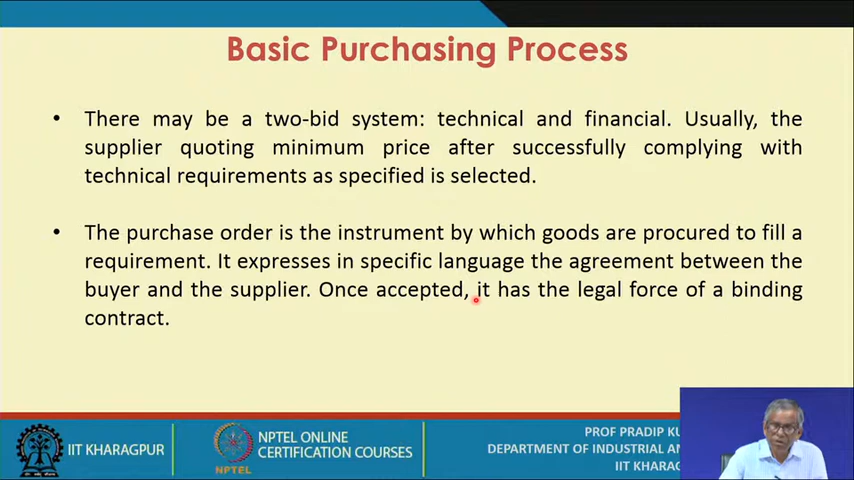 Basic Purchasing Process
• There may be a two-bid system: technical and financial. Usually, the
supplier quoting minimum price after successfully complying with
technical requirements as specified is selected.
• The purchase order is the instrument by which goods are procured to fill a
requirement. It expresses in specific language the agreement between the
buyer and the supplier. Once accepted, it has the legal force of a binding
contract.
IIT KHARAGPUR
NPTEL
NPTEL ONLINE
CERTIFICATION COURSES
PROF PRADIP
DEPARTMENT OF INDUSTRIAL
IIT